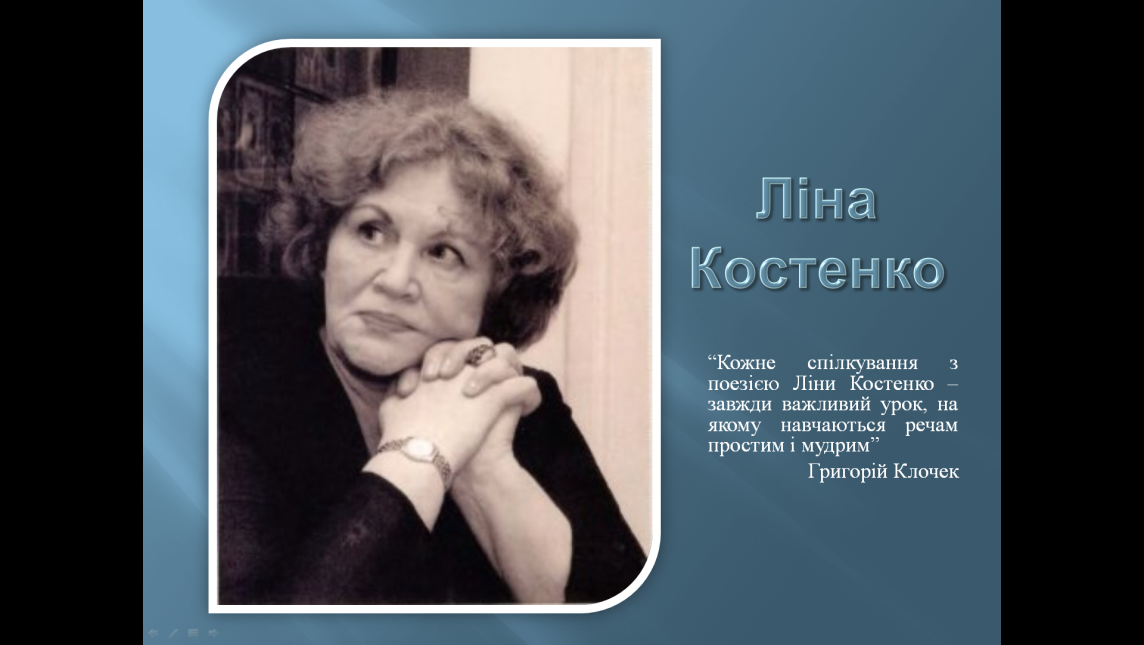 Ліна
Костенко
“Кожне спілкування з
поезією Ліни Костенко –
завжди важливий урок, на
якому навчаються речам
простим і мудрим”
Григорій Клочек